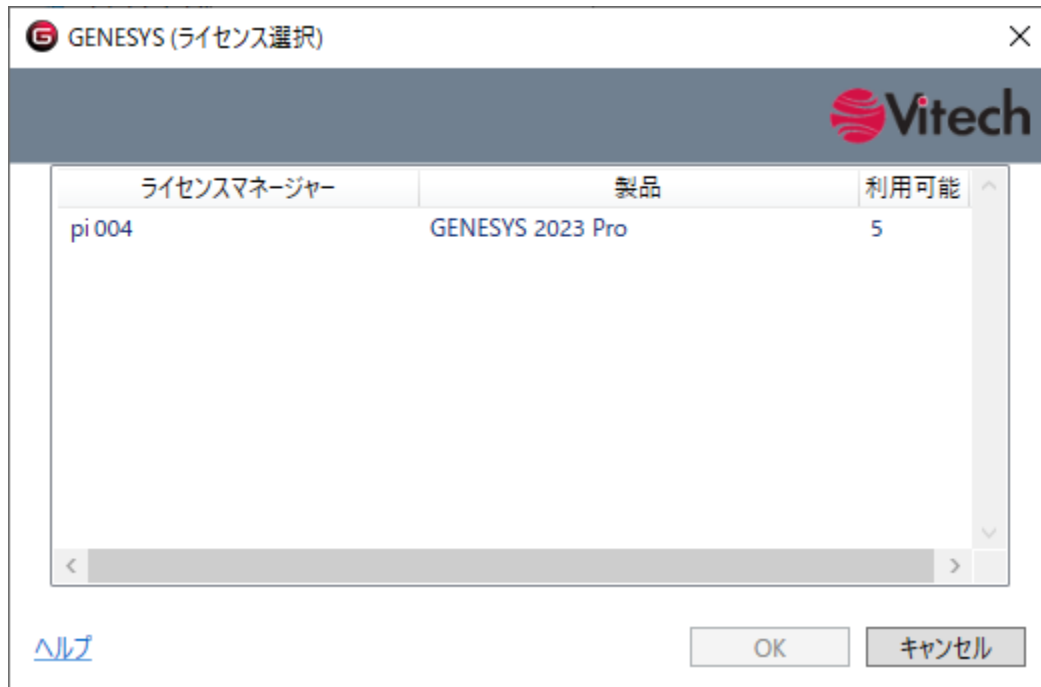 GENESYS (ライセンス選択)
Vitech
ライセンスマネージャー 製品 利用可能
pi 004 GENESYS 2023 Pro 5
ヘルプ OK キャンセル